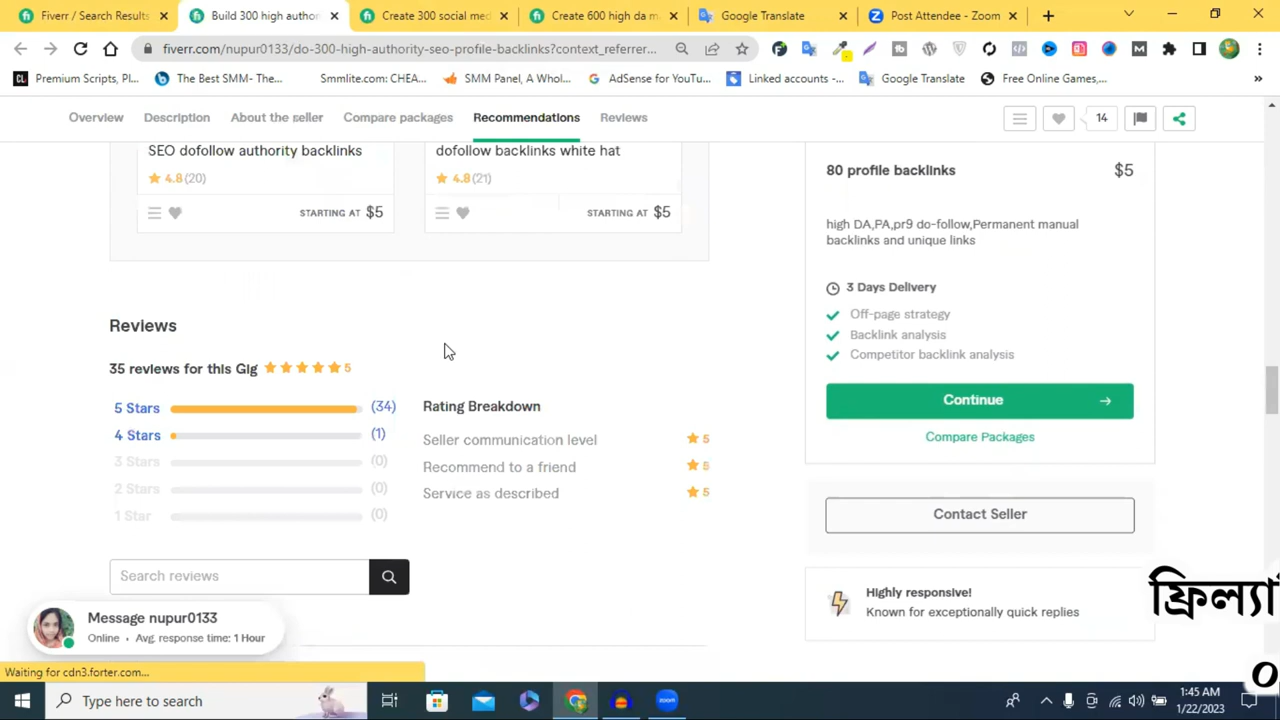 Fiverr / Search Results
Build 300 high autho
Create 300 social med
Create 600 high da m
Google Translate
Post Attendee - Zoom
fiverr.com/nupur0133/do-300-high-authority-seo-profile-backlinks?context_referrer...
Premium Scripts, Pl...
The Best SMM- The...
Smmlite.com: CHEA...
SMM Panel, A Whol...
AdSense for YouTu...
Linked accounts -...
Google Translate
Free Online Games,...
Overview
Description
About the seller
Compare packages
Recommendations
Reviews
14
SEO dofollow authority backlinks
4.8(20)
STARTING AT $5
dofollow backlinks white hat
4.8(21)
STARTING AT $5
80 profile backlinks $5
high DA,PA,pr9 do-follow,Permanent manual
backlinks and unique links
3 Days Delivery
Off-page strategy
Backlink analysis
Competitor backlink analysis
Continue
Compare Packages
Contact Seller
Highly responsive!
Known for exceptionally quick replies
Reviews
35 reviews for this Gig 5
5 Stars (34)
4 Stars (1)
3 Stars (0)
2 Stars (0)
1 Star (0)
Rating Breakdown
Seller communication level 5
Recommend to a friend 5
Service as described 5
Search reviews
Message nupur0133
Online • Avg. response time: 1 Hour
Waiting for cdn3.forter.com...
ফ্রিল্যা
Type here to search
zoom
1:45 AM
1/22/2023